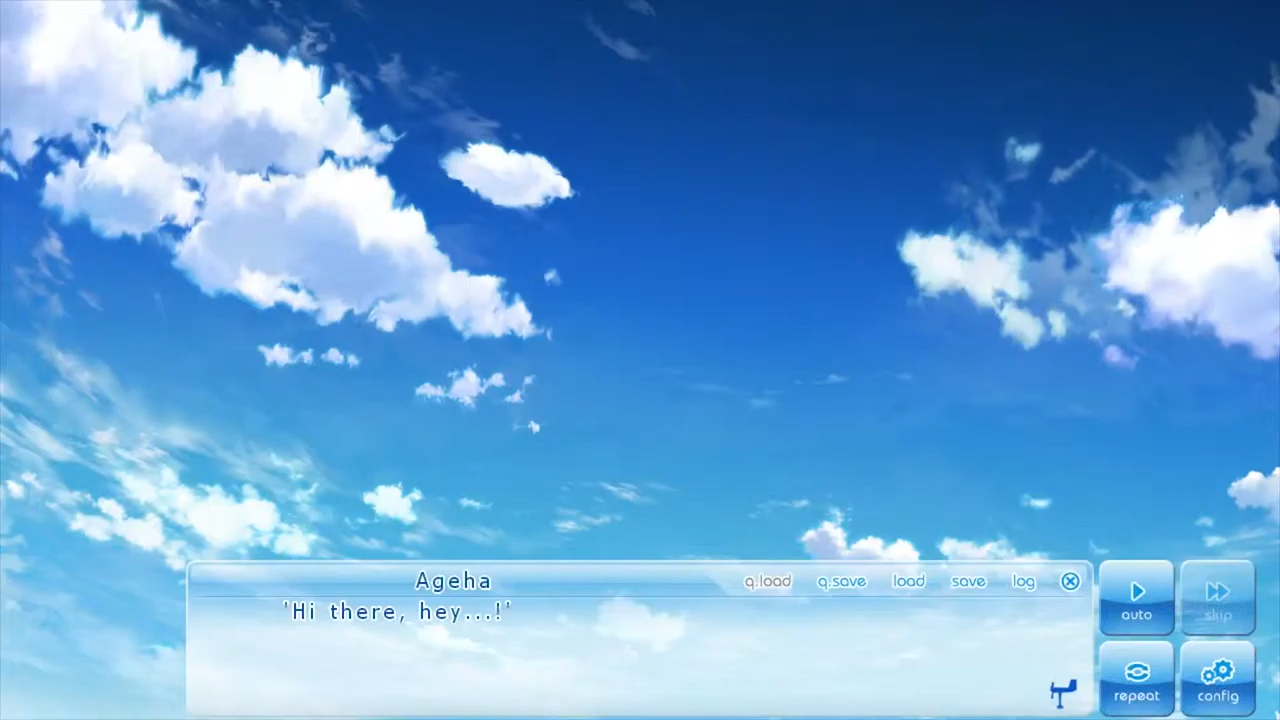 Ageha
q.load q.save load save log
'Hi there, hey...!'
auto skip
repeat config